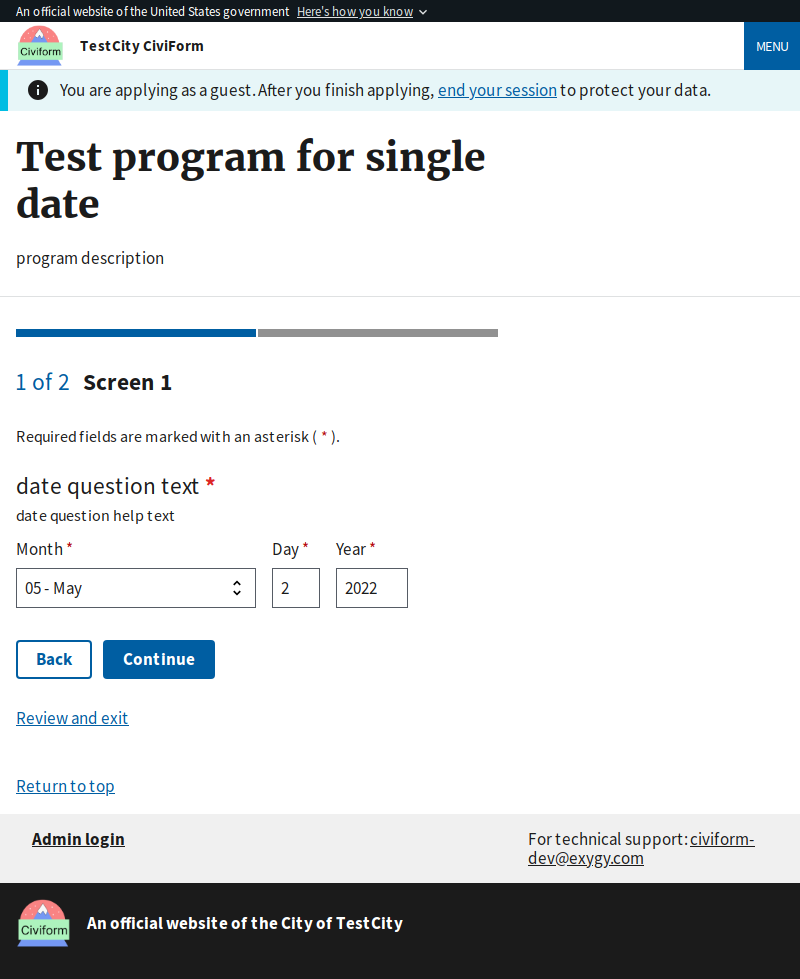 An official website of the United States government Here's how you know
Civiform
TestCity CiviForm
MENU
You are applying as a guest. After you finish applying, end your session to protect your data.
Test program for single
date
program description
1 of 2 Screen 1
Required fields are marked with an asterisk ( * ).
date question text *
date question help text
Month * Day * Year *
05 - May 2 2022
Back Continue
Review and exit
Return to top
Admin login
For technical support: civiform-
dev@exygy.com
Civiform
An official website of the City of TestCity